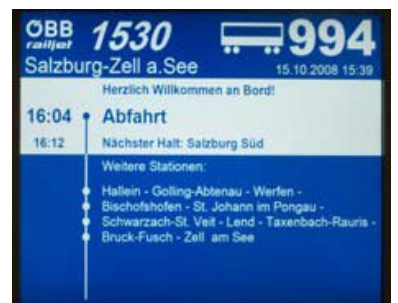 ÖBB railjet 1530 994
Salzburg-Zell a.See 15.10.2008 15:39
Herzlich Willkommen an Bord!
16:04 Abfahrt
16:12 Nächster Halt: Salzburg Süd
Weitere Stationen:
Hallein - Golling-Abtenau - Werfen -
Bischofshofen - St. Johann im Pongau -
Schwarzach-St. Veit - Lend - Taxenbach-Rauris -
Bruck-Fusch - Zell am See